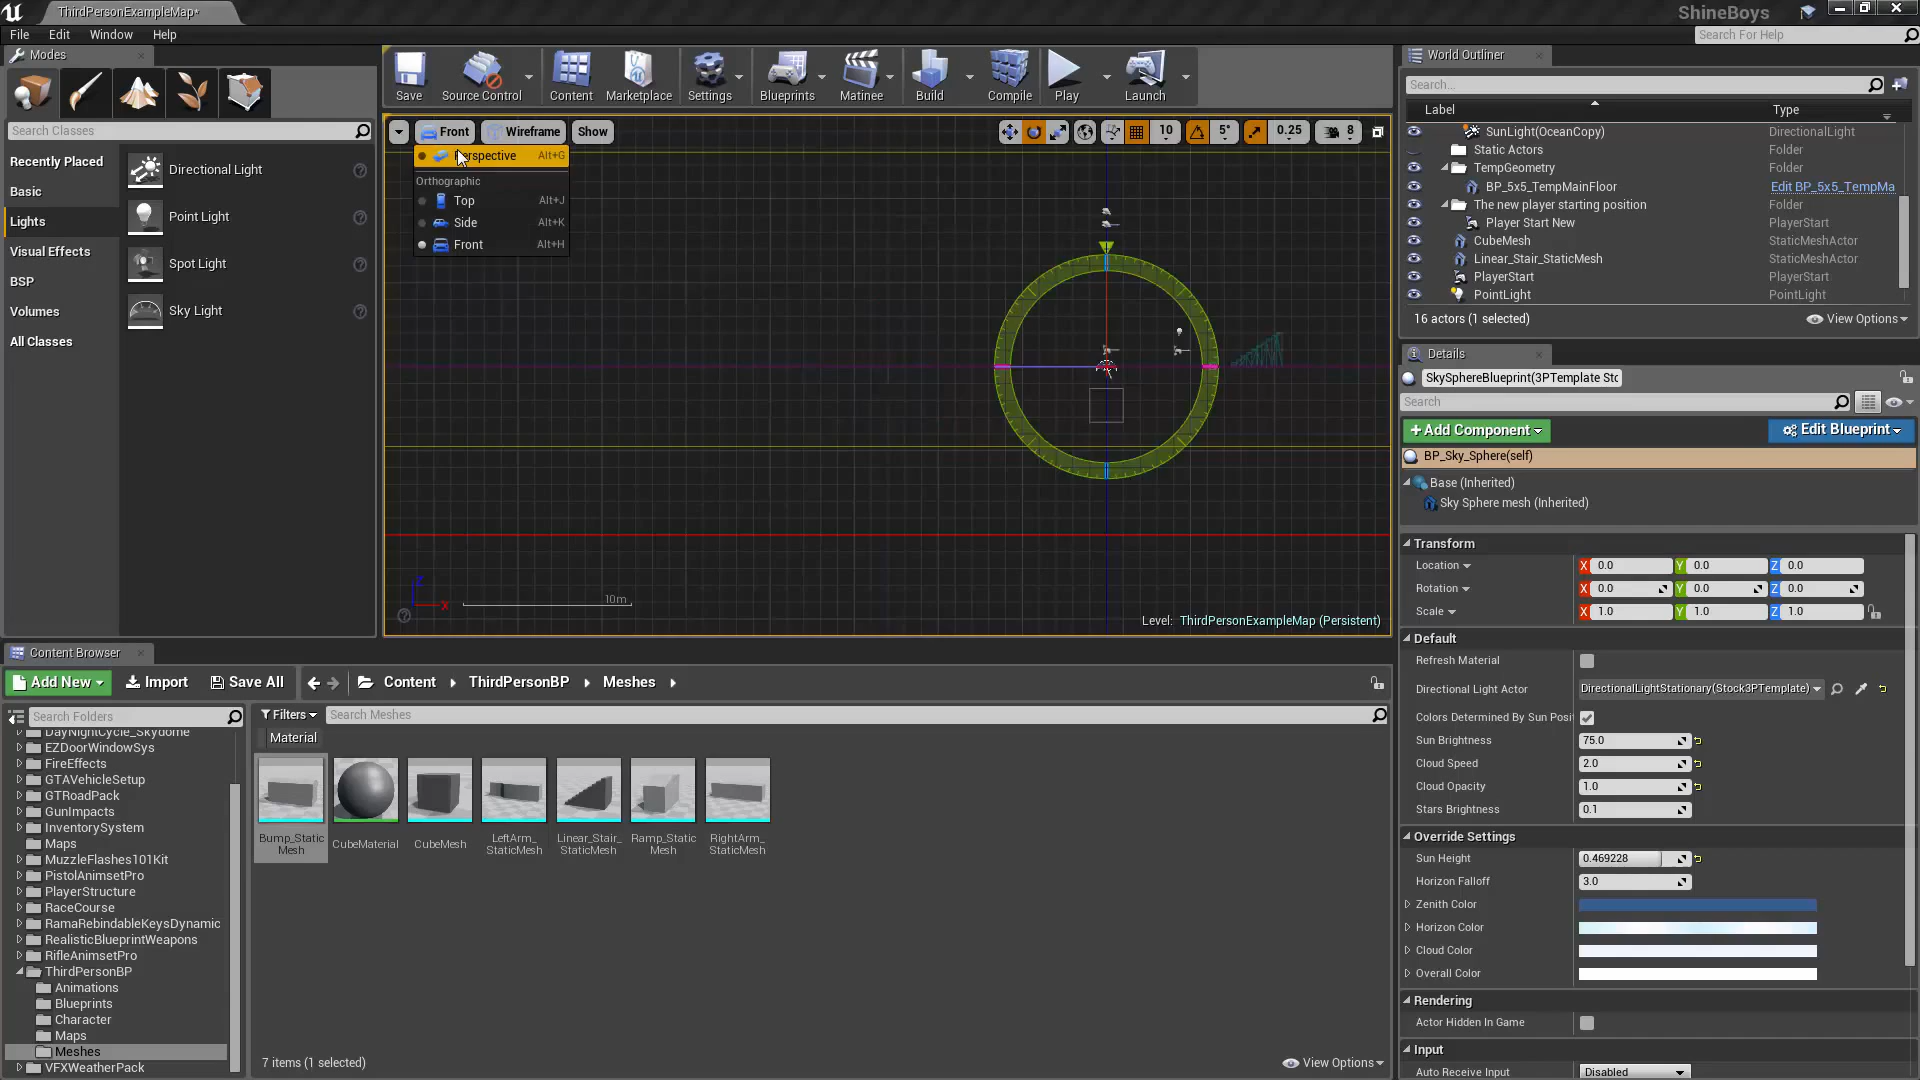 ThirdPersonExampleMap*
ShineBoys
File Edit Window Help
Search For Help
Modes
Search Classes
Recently Placed
Basic
Lights
Visual Effects
BSP
Volumes
All Classes
Directional Light
Point Light
Spot Light
Sky Light
Save Source Control Content Marketplace Settings Blueprints Matinee Build Compile Play Launch
Front Wireframe Show
10 5° 0.25 8
Perspective Alt+G
Orthographic
Top Alt+J
Side Alt+K
Front Alt+H
Z
X
10m
Level: ThirdPersonExampleMap (Persistent)
World Outliner
Search...
Label Type
SunLight(OceanCopy) DirectionalLight
Static Actors Folder
TempGeometry Folder
BP_5x5_TempMainFloor Edit BP_5x5_TempMa
The new player starting position Folder
Player Start New PlayerStart
CubeMesh StaticMeshActor
Linear_Stair_StaticMesh StaticMeshActor
PlayerStart PlayerStart
PointLight PointLight
16 actors (1 selected) View Options
Details
SkySphereBlueprint(3PTemplate Sto
Search
+Add Component Edit Blueprint
BP_Sky_Sphere(self)
Base (Inherited)
Sky Sphere mesh (Inherited)
Transform
Location X 0.0 Y 0.0 Z 0.0
Rotation X 0.0 Y 0.0 Z 0.0
Scale X 1.0 Y 1.0 Z 1.0
Default
Refresh Material
Directional Light Actor DirectionalLightStationary(Stock3PTemplate)
Colors Determined By Sun Posi
Sun Brightness 75.0
Cloud Speed 2.0
Cloud Opacity 1.0
Stars Brightness 0.1
Override Settings
Sun Height 0.469228
Horizon Falloff 3.0
Zenith Color
Horizon Color
Cloud Color
Overall Color
Rendering
Actor Hidden In Game
Input
Auto Receive Input Disabled
Content Browser
Add New Import Save All Content ThirdPersonBP Meshes
Search Folders
Filters Search Meshes
Material
DayNightCycle_Skydome
EZDoorWindowSys
FireEffects
GTAVehicleSetup
GTRoadPack
GunImpacts
InventorySystem
Maps
MuzzleFlashes101Kit
PistolAnimsetPro
PlayerStructure
RaceCourse
RamaRebindableKeysDynamic
RealisticBlueprintWeapons
RifleAnimsetPro
ThirdPersonBP
Animations
Blueprints
Character
Maps
Meshes
VFXWeatherPack
Bump_Static
Mesh
CubeMaterial
CubeMesh
LeftArm_
StaticMesh
Linear_Stair_
StaticMesh
Ramp_Static
Mesh
RightArm_
StaticMesh
7 items (1 selected) View Options